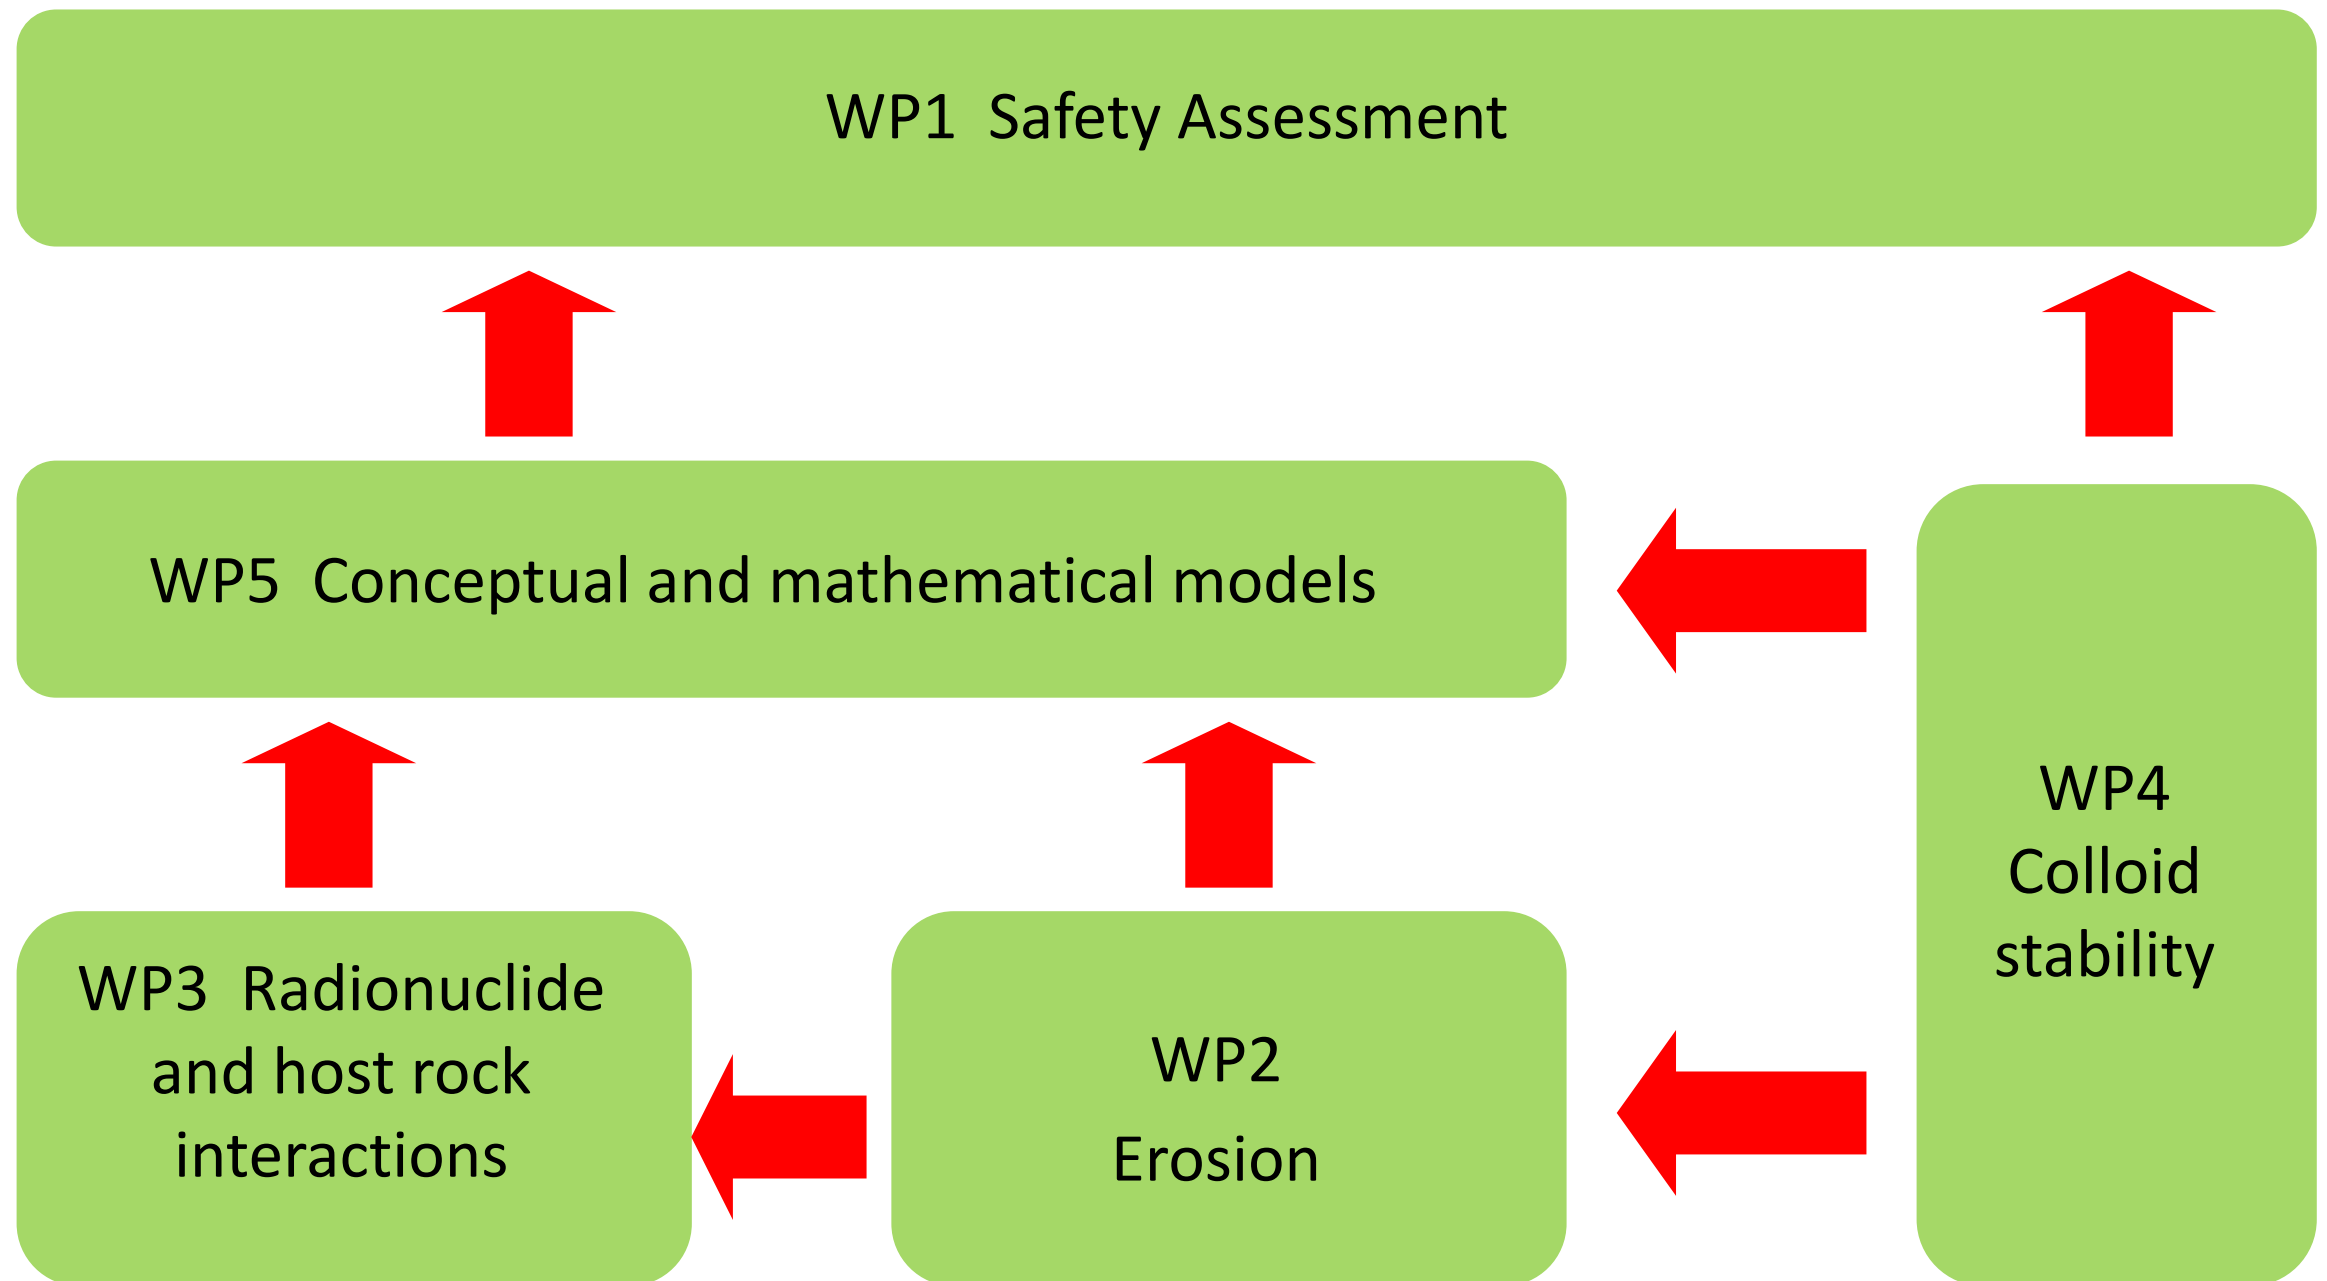 WP1  Safety Assessment
WP5  Conceptual and mathematical models
WP3  Radionuclide
and host rock
interactions
WP2
Erosion
WP4
Colloid
stability